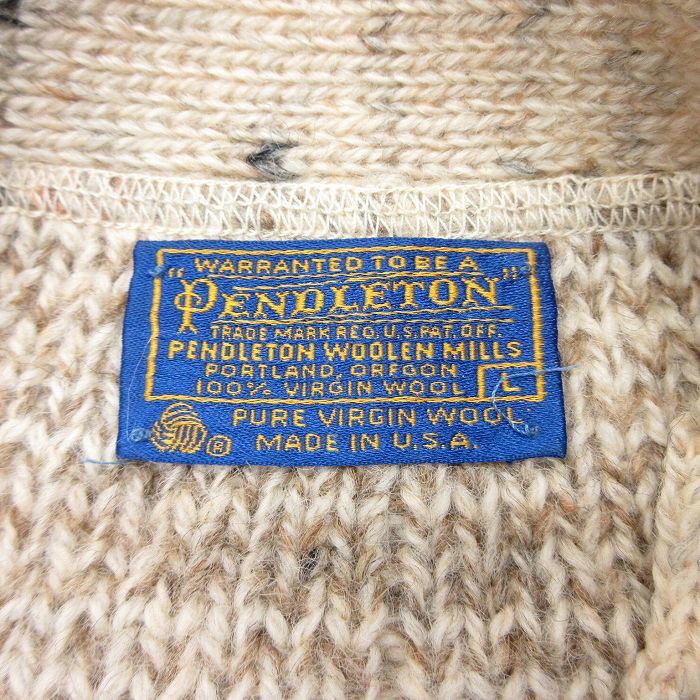 WARRANTED TO BE A
"PENDLETON"
TRADE MARK REG. U.S. PAT. OFF.
PENDLETON WOOLEN MILLS
PORTLAND, OREGON
100% VIRGIN WOOL L
PURE VIRGIN WOOL
® MADE IN U.S.A.